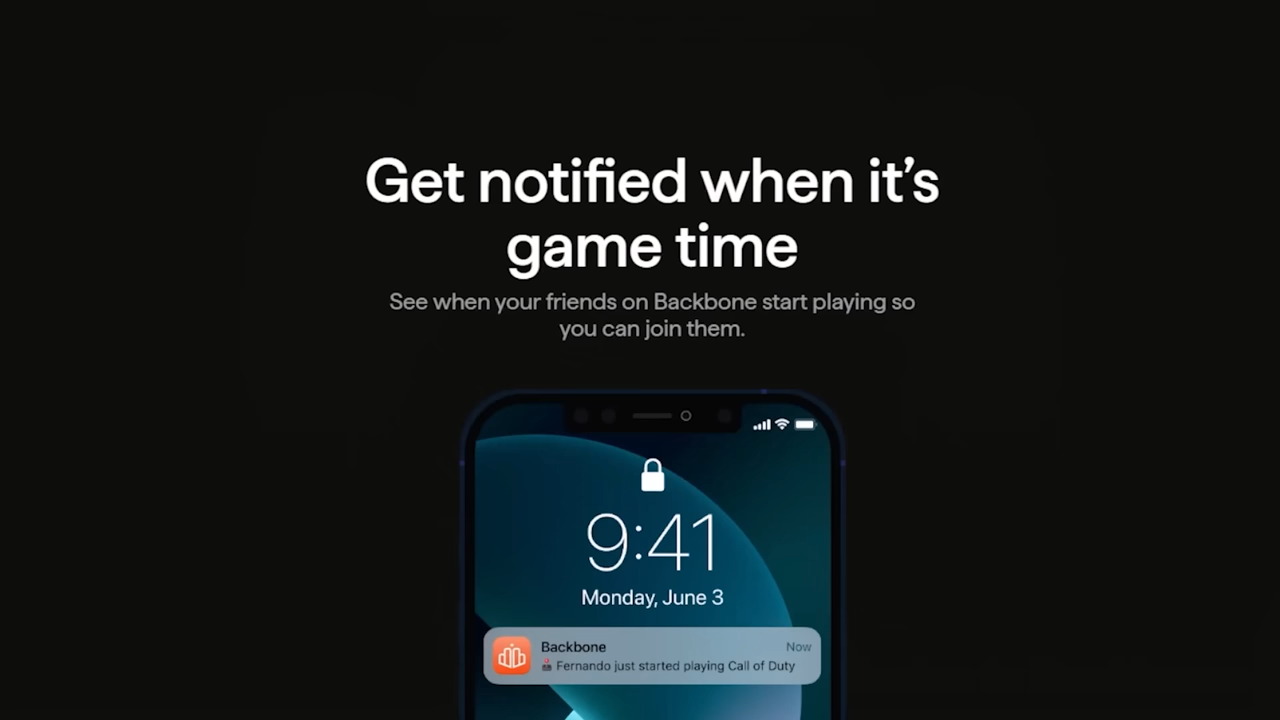 Get notified when it’s
game time
See when your friends on Backbone start playing so
you can join them.
9:41
Monday, June 3
Backbone
Now
🕹️ Fernando just started playing Call of Duty